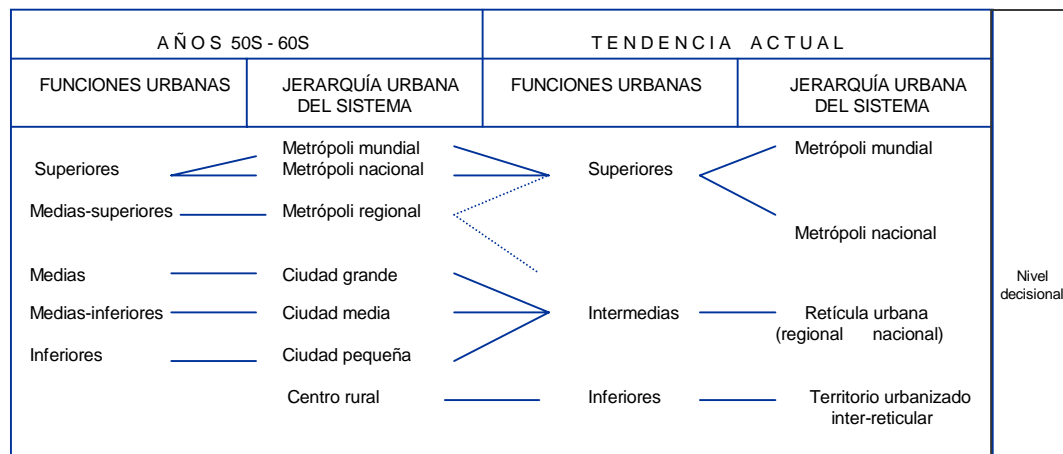 AÑOS 50S - 60S
TENDENCIA ACTUAL
FUNCIONES URBANAS
JERARQUÍA URBANA
DEL SISTEMA
FUNCIONES URBANAS
JERARQUÍA URBANA
DEL SISTEMA
Superiores
Metrópoli mundial
Metrópoli nacional
Superiores
Metrópoli mundial
Medias-superiores
Metrópoli regional
Metrópoli nacional
Medias
Ciudad grande
Medias-inferiores
Ciudad media
Intermedias
Retícula urbana
(regional nacional)
Inferiores
Ciudad pequeña
Centro rural
Inferiores
Territorio urbanizado
inter-reticular
Nivel
decisional